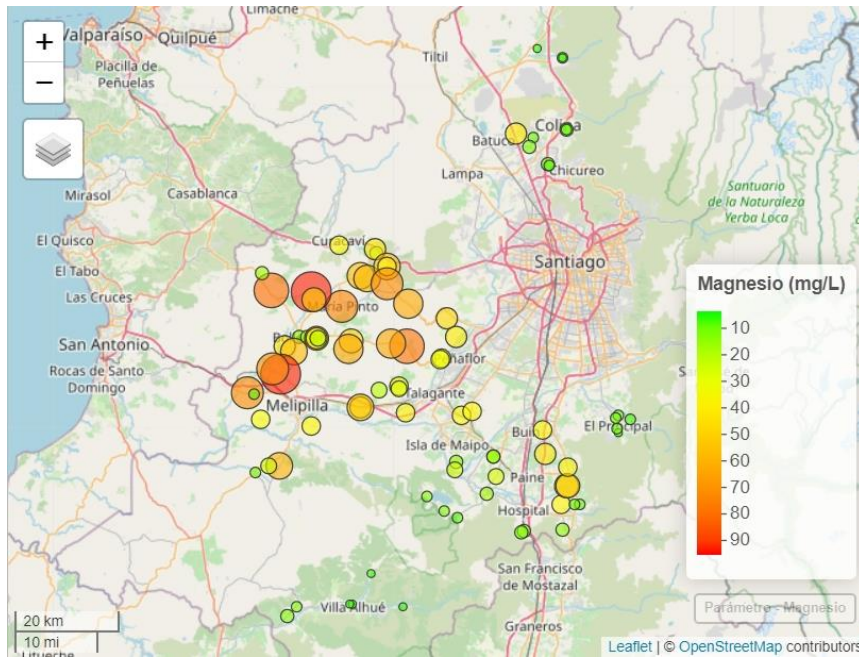 Limache
+
Valparaíso
Quilpué
Placilla de
Peñuelas
−
Tiltil
Colina
Batuco
Chicureo
Lampa
Mirasol
Casablanca
Santuario
de la Naturaleza
Yerba Loca
El Quisco
Curacaví
El Tabo
Santiago
Las Cruces
María Pinto
Magnesio (mg/L)
10
20
30
40
50
60
70
80
90
San Antonio
Rocas de Santo
Domingo
Peñaflor
Talagante
Melipilla
El Principal
Buin
Isla de Maipo
Paine
Hospital
San Francisco
de Mostazal
Villa Alhué
Graneros
Parámetro - Magnesio
20 km
10 mi
Litueche
Leaflet | © OpenStreetMap contributors